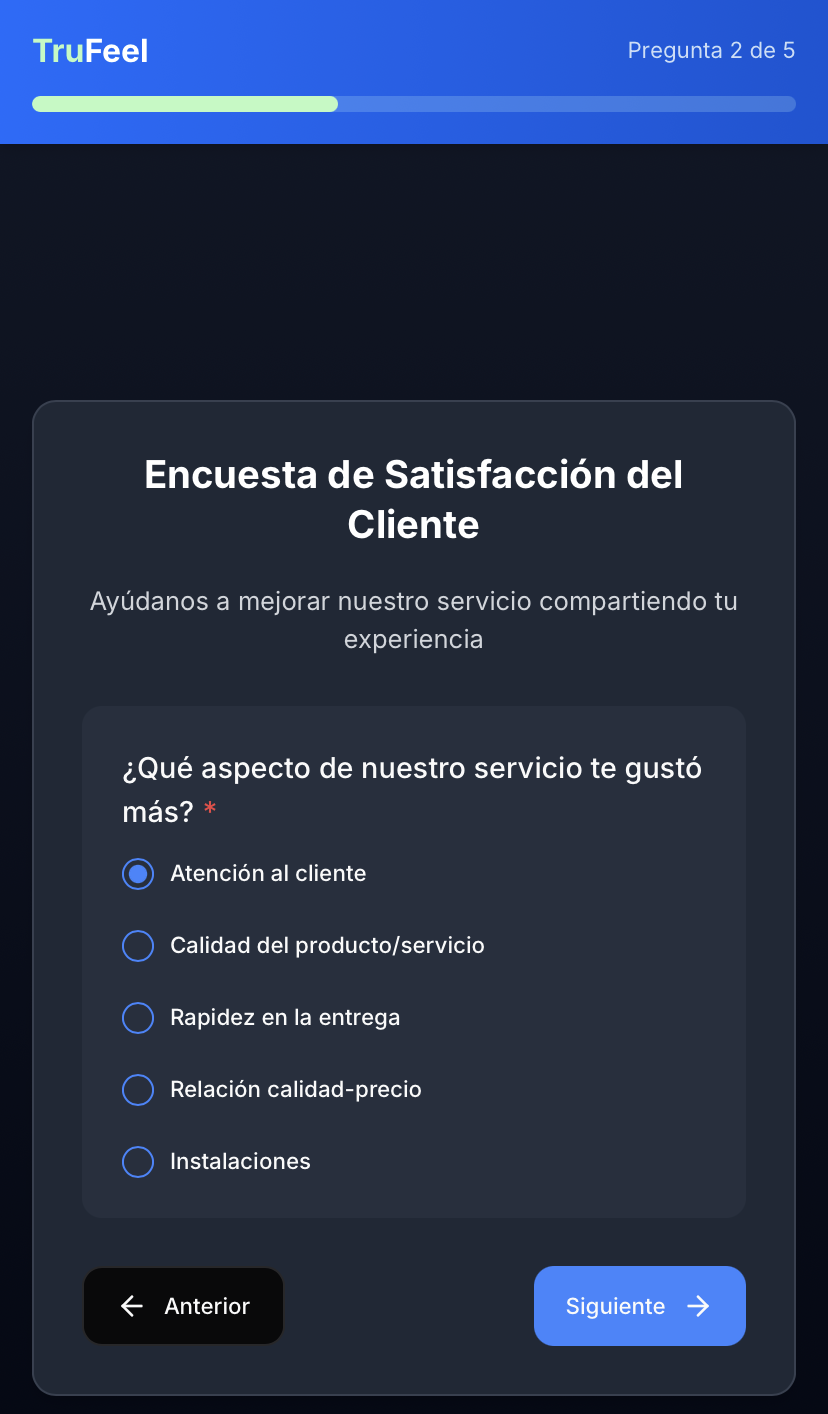 TruFeel
Pregunta 2 de 5
Encuesta de Satisfacción del
Cliente
Ayúdanos a mejorar nuestro servicio compartiendo tu
experiencia
¿Qué aspecto de nuestro servicio te gustó
más? *
Atención al cliente
Calidad del producto/servicio
Rapidez en la entrega
Relación calidad-precio
Instalaciones
Anterior
Siguiente